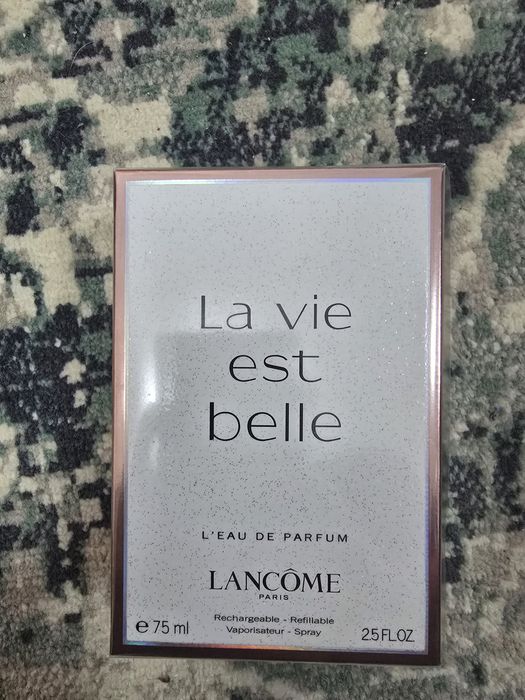 La vie
est
belle
L'EAU DE PARFUM
LANCÔME
PARIS
Rechargeable - Refillable
Vaporisateur - Spray
e 75 ml
2.5 FL.OZ